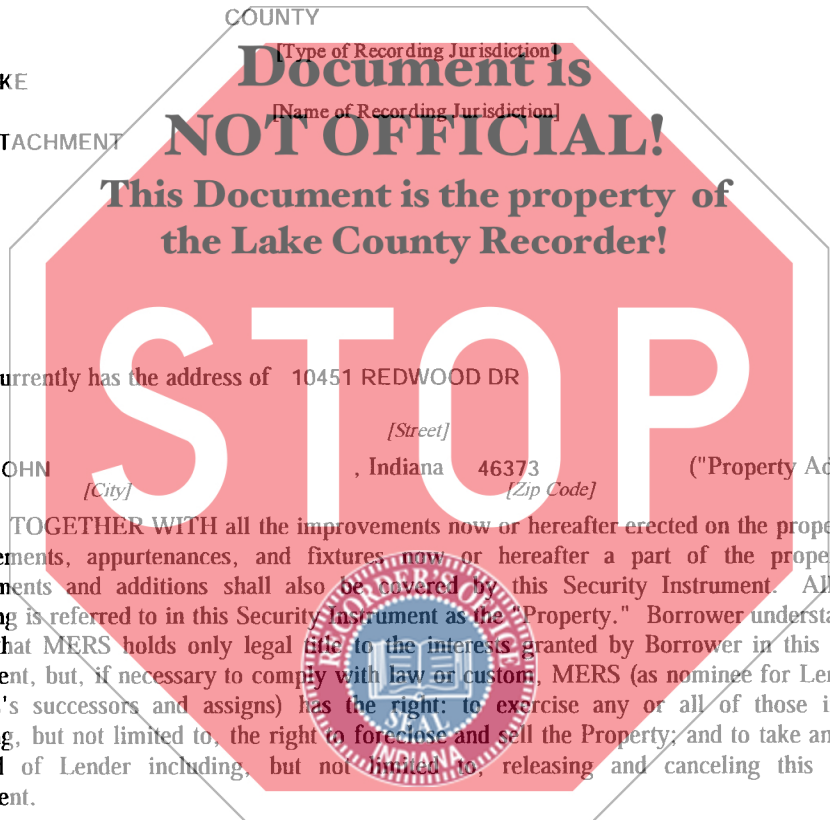 COUNTY
[Type of Recording Jurisdiction]
Document is
KE
[Name of Recording Jurisdiction]
TACHMENT
NOT OFFICIAL!
This Document is the property of
the Lake County Recorder!
STOP
urrently has the address of 10451 REDWOOD DR
[Street]
OHN , Indiana 46373 ("Property Ad
[City] [Zip Code]
TOGETHER WITH all the improvements now or hereafter erected on the prope
ements, appurtenances, and fixtures now or hereafter a part of the prope
ments and additions shall also be covered by this Security Instrument. All
ng is referred to in this Security Instrument as the "Property." Borrower understa
hat MERS holds only legal title to the interests granted by Borrower in this
ent, but, if necessary to comply with law or custom, MERS (as nominee for Len
's successors and assigns) has the right: to exercise any or all of those i
g, but not limited to, the right to foreclose and sell the Property; and to take an
l of Lender including, but not limited to, releasing and canceling this
ent.
RECORDER'S OFFICE
SEAL
INDIANA